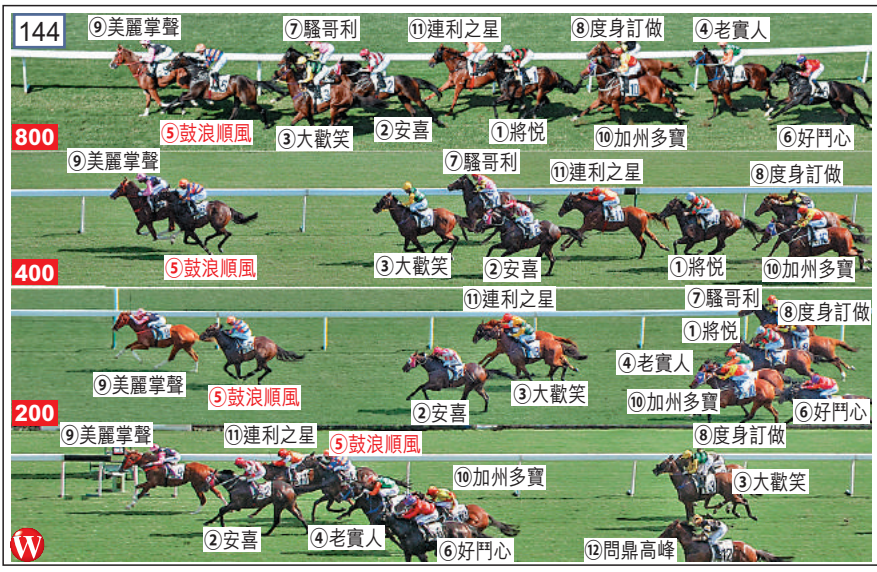 144
⑨美麗掌聲 ⑦騷哥利 ⑪連利之星 ⑧度身訂做 ④老實人
800 ⑤鼓浪順風 ③大歡笑 ②安喜 ①將悅 ⑩加州多寶 ⑥好鬥心
⑨美麗掌聲 ⑦騷哥利 ⑪連利之星 ⑧度身訂做
400 ⑤鼓浪順風 ③大歡笑 ②安喜 ①將悅 ⑩加州多寶
⑪連利之星 ⑦騷哥利 ⑧度身訂做
①將悅
④老實人
⑨美麗掌聲 ⑤鼓浪順風 ②安喜 ③大歡笑 ⑩加州多寶 ⑥好鬥心
200
⑨美麗掌聲 ⑪連利之星 ⑤鼓浪順風 ⑧度身訂做
⑩加州多寶 ③大歡笑
W ②安喜 ④老實人 ⑥好鬥心 ⑫問鼎高峰